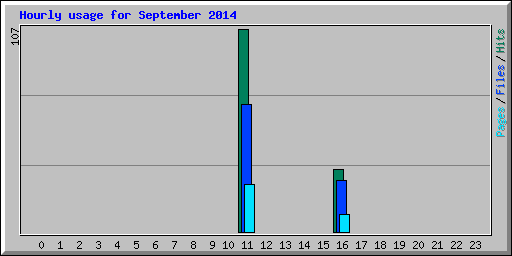 Hourly usage for September 2014
107
Pages/Files/Hits
0 1 2 3 4 5 6 7 8 9 10 11 12 13 14 15 16 17 18 19 20 21 22 23